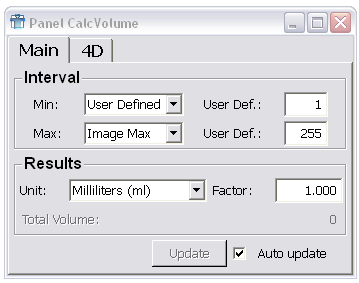 Panel CalcVolume
Main 4D
Interval
Min: User Defined User Def.: 1
Max: Image Max User Def.: 255
Results
Unit: Milliliters (ml) Factor: 1.000
Total Volume: 0
Update Auto update